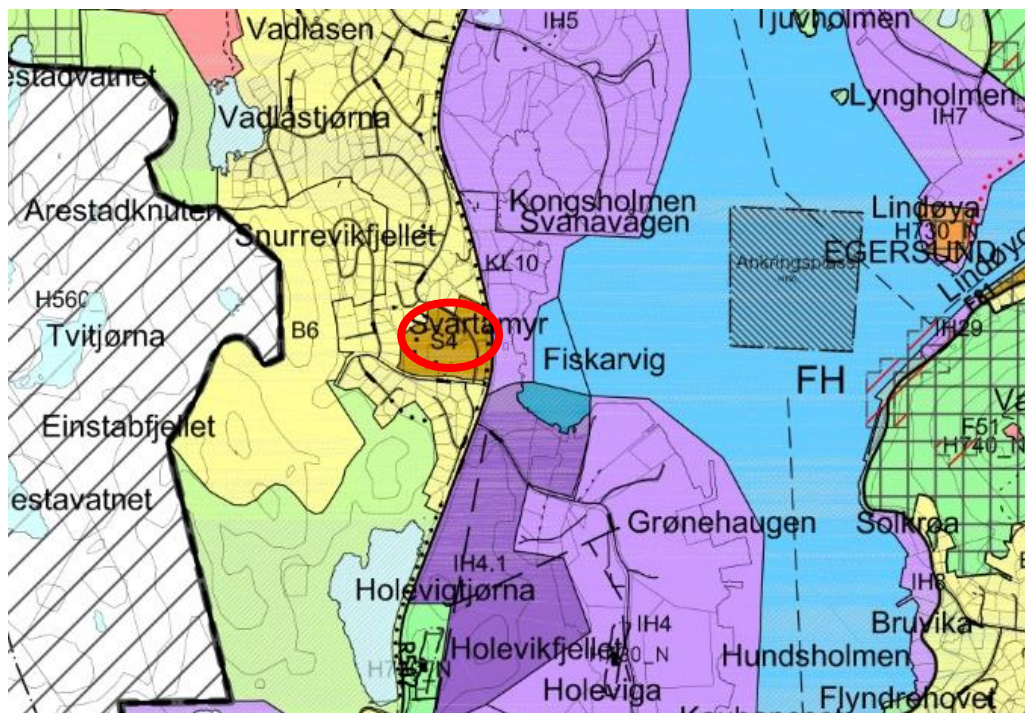 Vadlåsen
IH5
Tjuvholmen
estadvatnet
Lyngholmen
IH7
Vadlåstjørna
Arestadknuten
Kongsholmen
Svanavågen
Lindøya
H730_N
Snurrevikfjellet
EGERSUND
KL10
Ankringsplass
H560
Tvitjørna
B6
Svartamyr
S4
IH29
Fiskarvig
FH
Einstabfjellet
F51
H740_N
estavatnet
Grønehaugen
Solkroa
IH4.1
Holevigtjørna
IH8
IH4
Bruvika
Holevikfjellet
Hundsholmen
Holeviga
Flyndrehovet